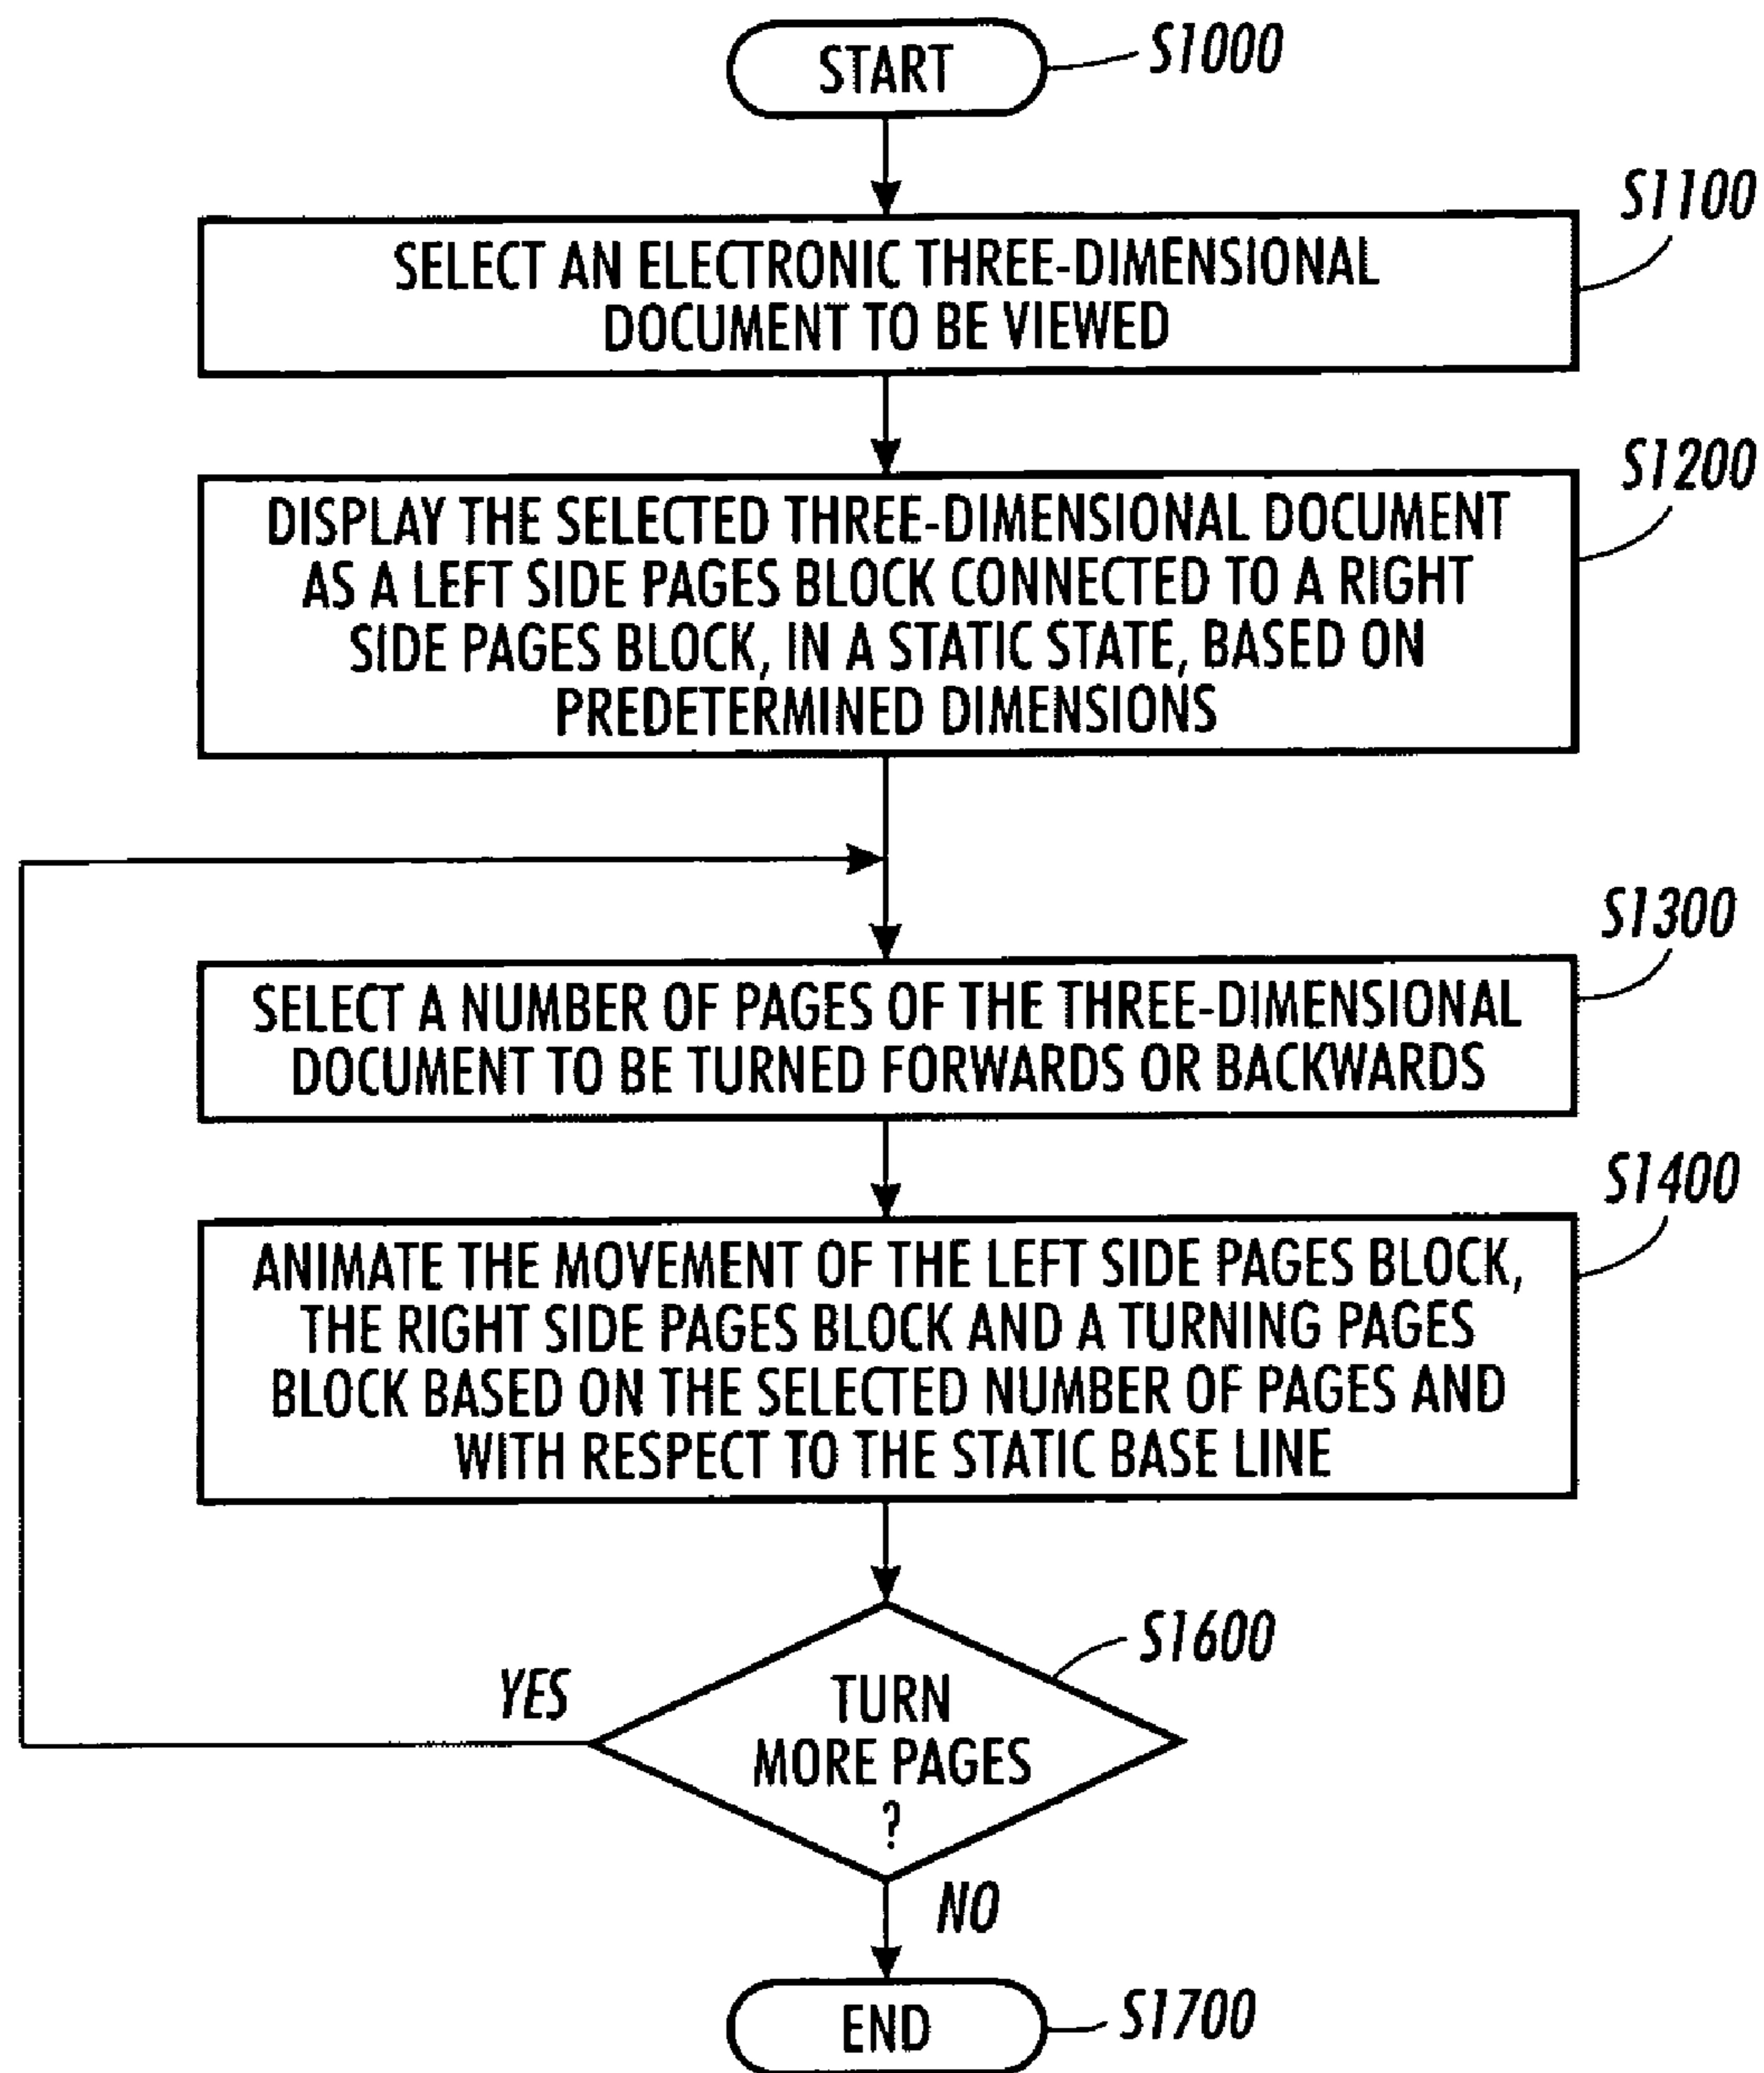 START
S1000
S1100
SELECT AN ELECTRONIC THREE-DIMENSIONAL
DOCUMENT TO BE VIEWED
S1200
DISPLAY THE SELECTED THREE-DIMENSIONAL DOCUMENT
AS A LEFT SIDE PAGES BLOCK CONNECTED TO A RIGHT
SIDE PAGES BLOCK, IN A STATIC STATE, BASED ON
PREDETERMINED DIMENSIONS
S1300
SELECT A NUMBER OF PAGES OF THE THREE-DIMENSIONAL
DOCUMENT TO BE TURNED FORWARDS OR BACKWARDS
S1400
ANIMATE THE MOVEMENT OF THE LEFT SIDE PAGES BLOCK,
THE RIGHT SIDE PAGES BLOCK AND A TURNING PAGES
BLOCK BASED ON THE SELECTED NUMBER OF PAGES AND
WITH RESPECT TO THE STATIC BASE LINE
S1600
YES
TURN
MORE PAGES
?
NO
END
S1700